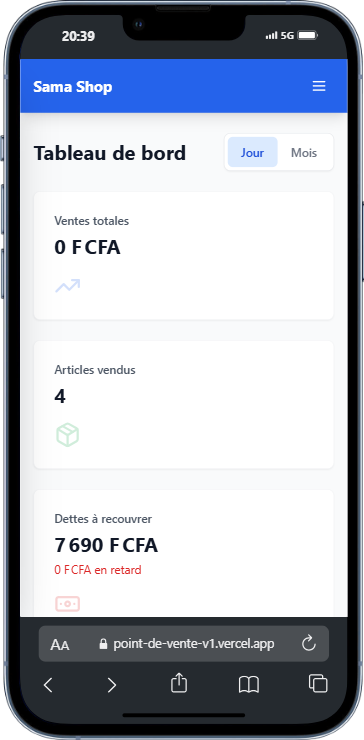 20:39
5G
Sama Shop
Tableau de bord
Jour
Mois
Ventes totales
0 F CFA
Articles vendus
4
Dettes à recouvrer
7 690 F CFA
0 F CFA en retard
AA
point-de-vente-v1.vercel.app